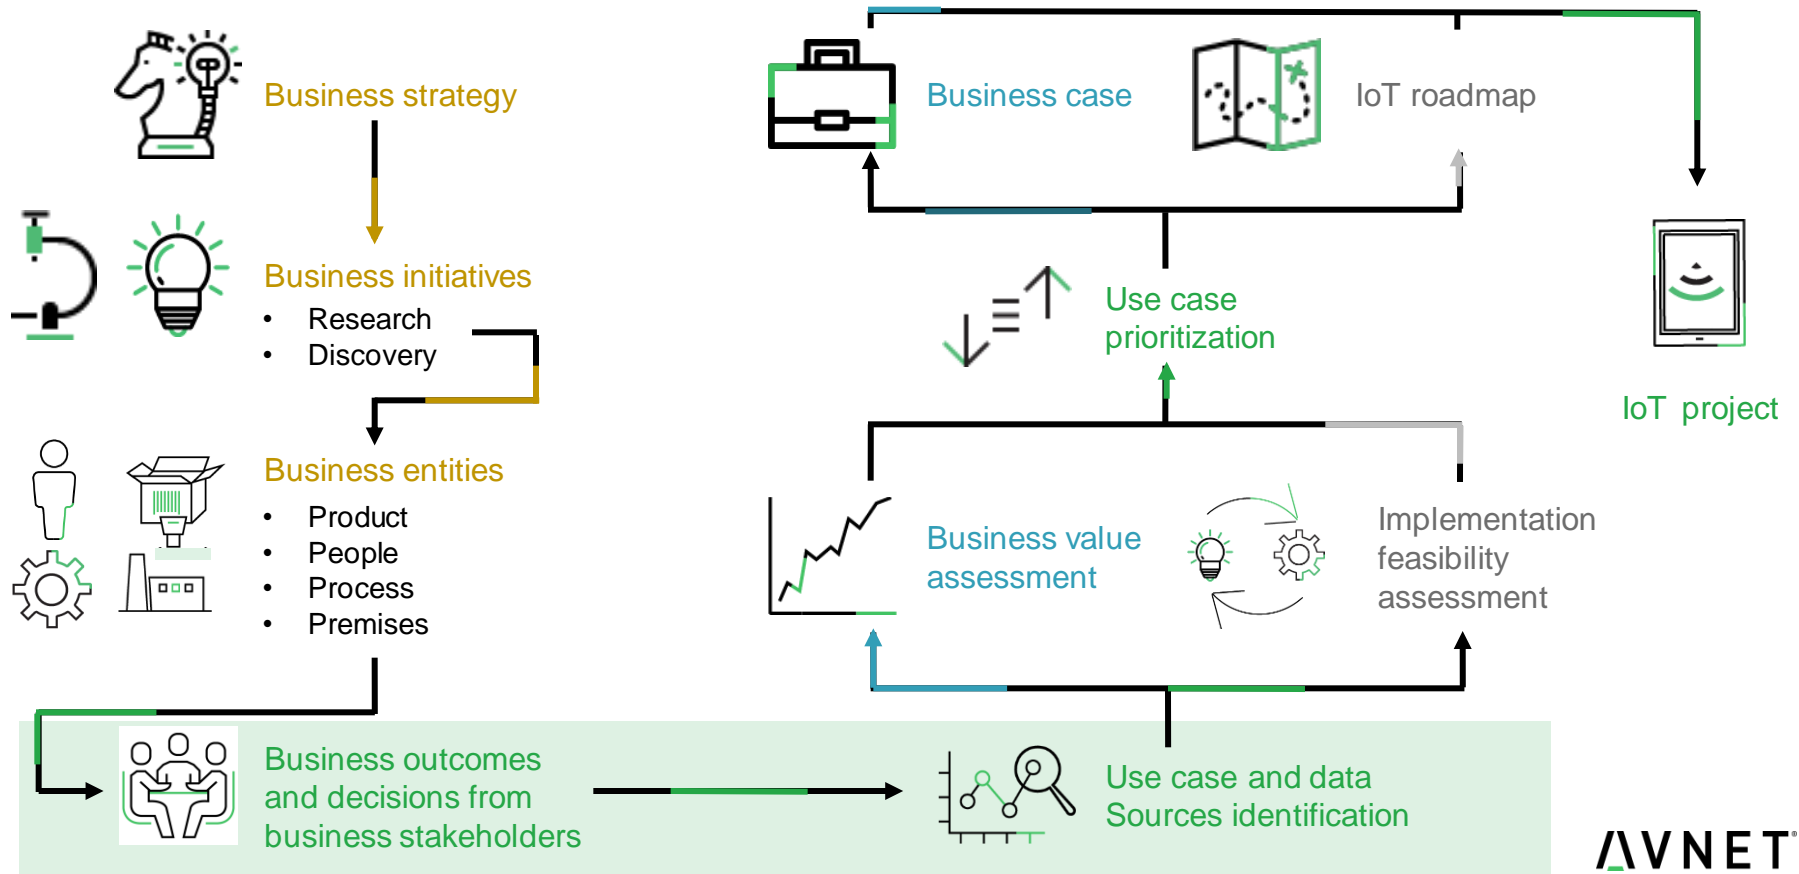 Business strategy
Business initiatives
• Research
• Discovery
Business entities
• Product
• People
• Process
• Premises
Business outcomes
and decisions from
business stakeholders
Use case and data
Sources identification
Business value
assessment
Implementation
feasibility
assessment
Use case
prioritization
Business case
IoT roadmap
IoT project
AVNET®